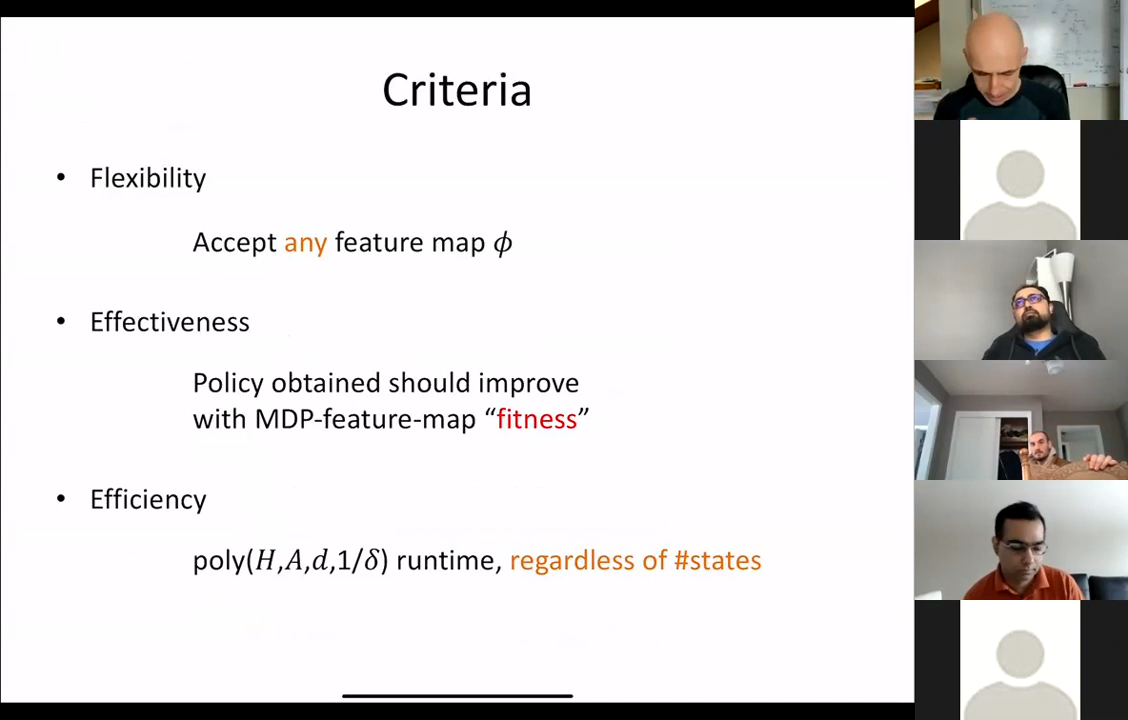 Criteria
• Flexibility
Accept any feature map ϕ
• Effectiveness
Policy obtained should improve
with MDP-feature-map “fitness”
• Efficiency
poly(H,A,d,1/δ) runtime, regardless of #states